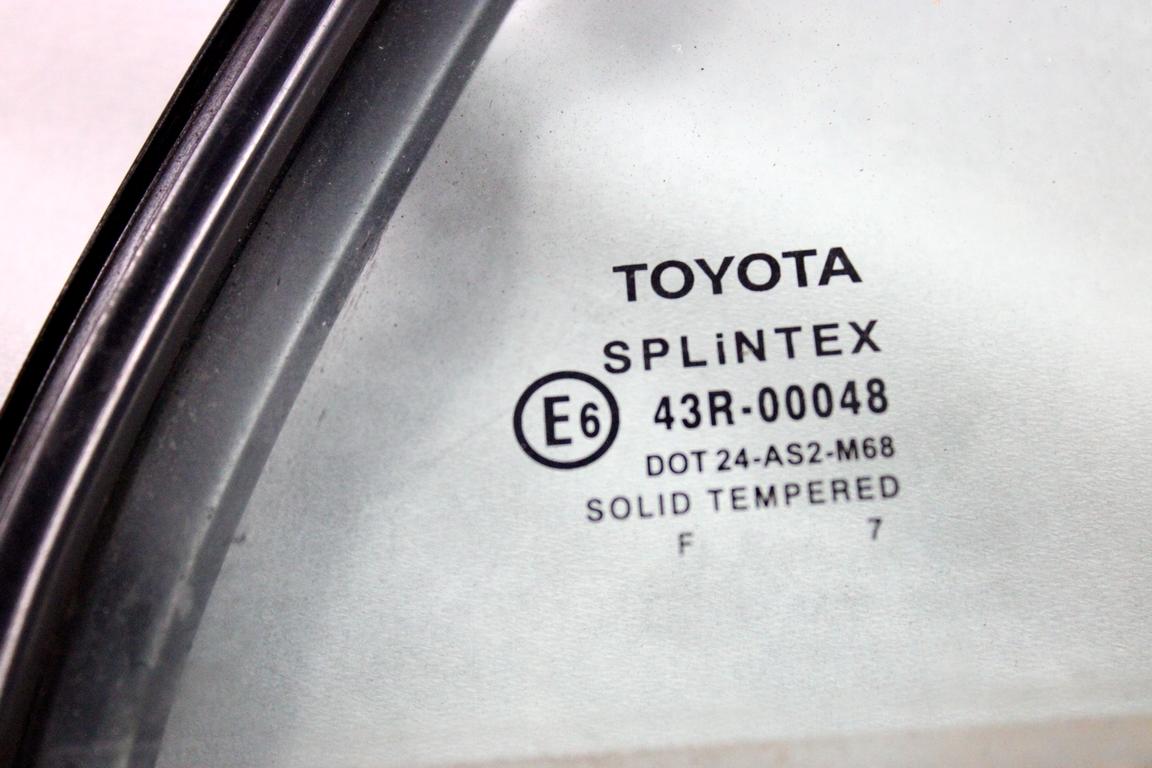 TOYOTA
SPLiNTEX
E6 43R-00048
DOT 24-AS2-M68
SOLID TEMPERED
F 7